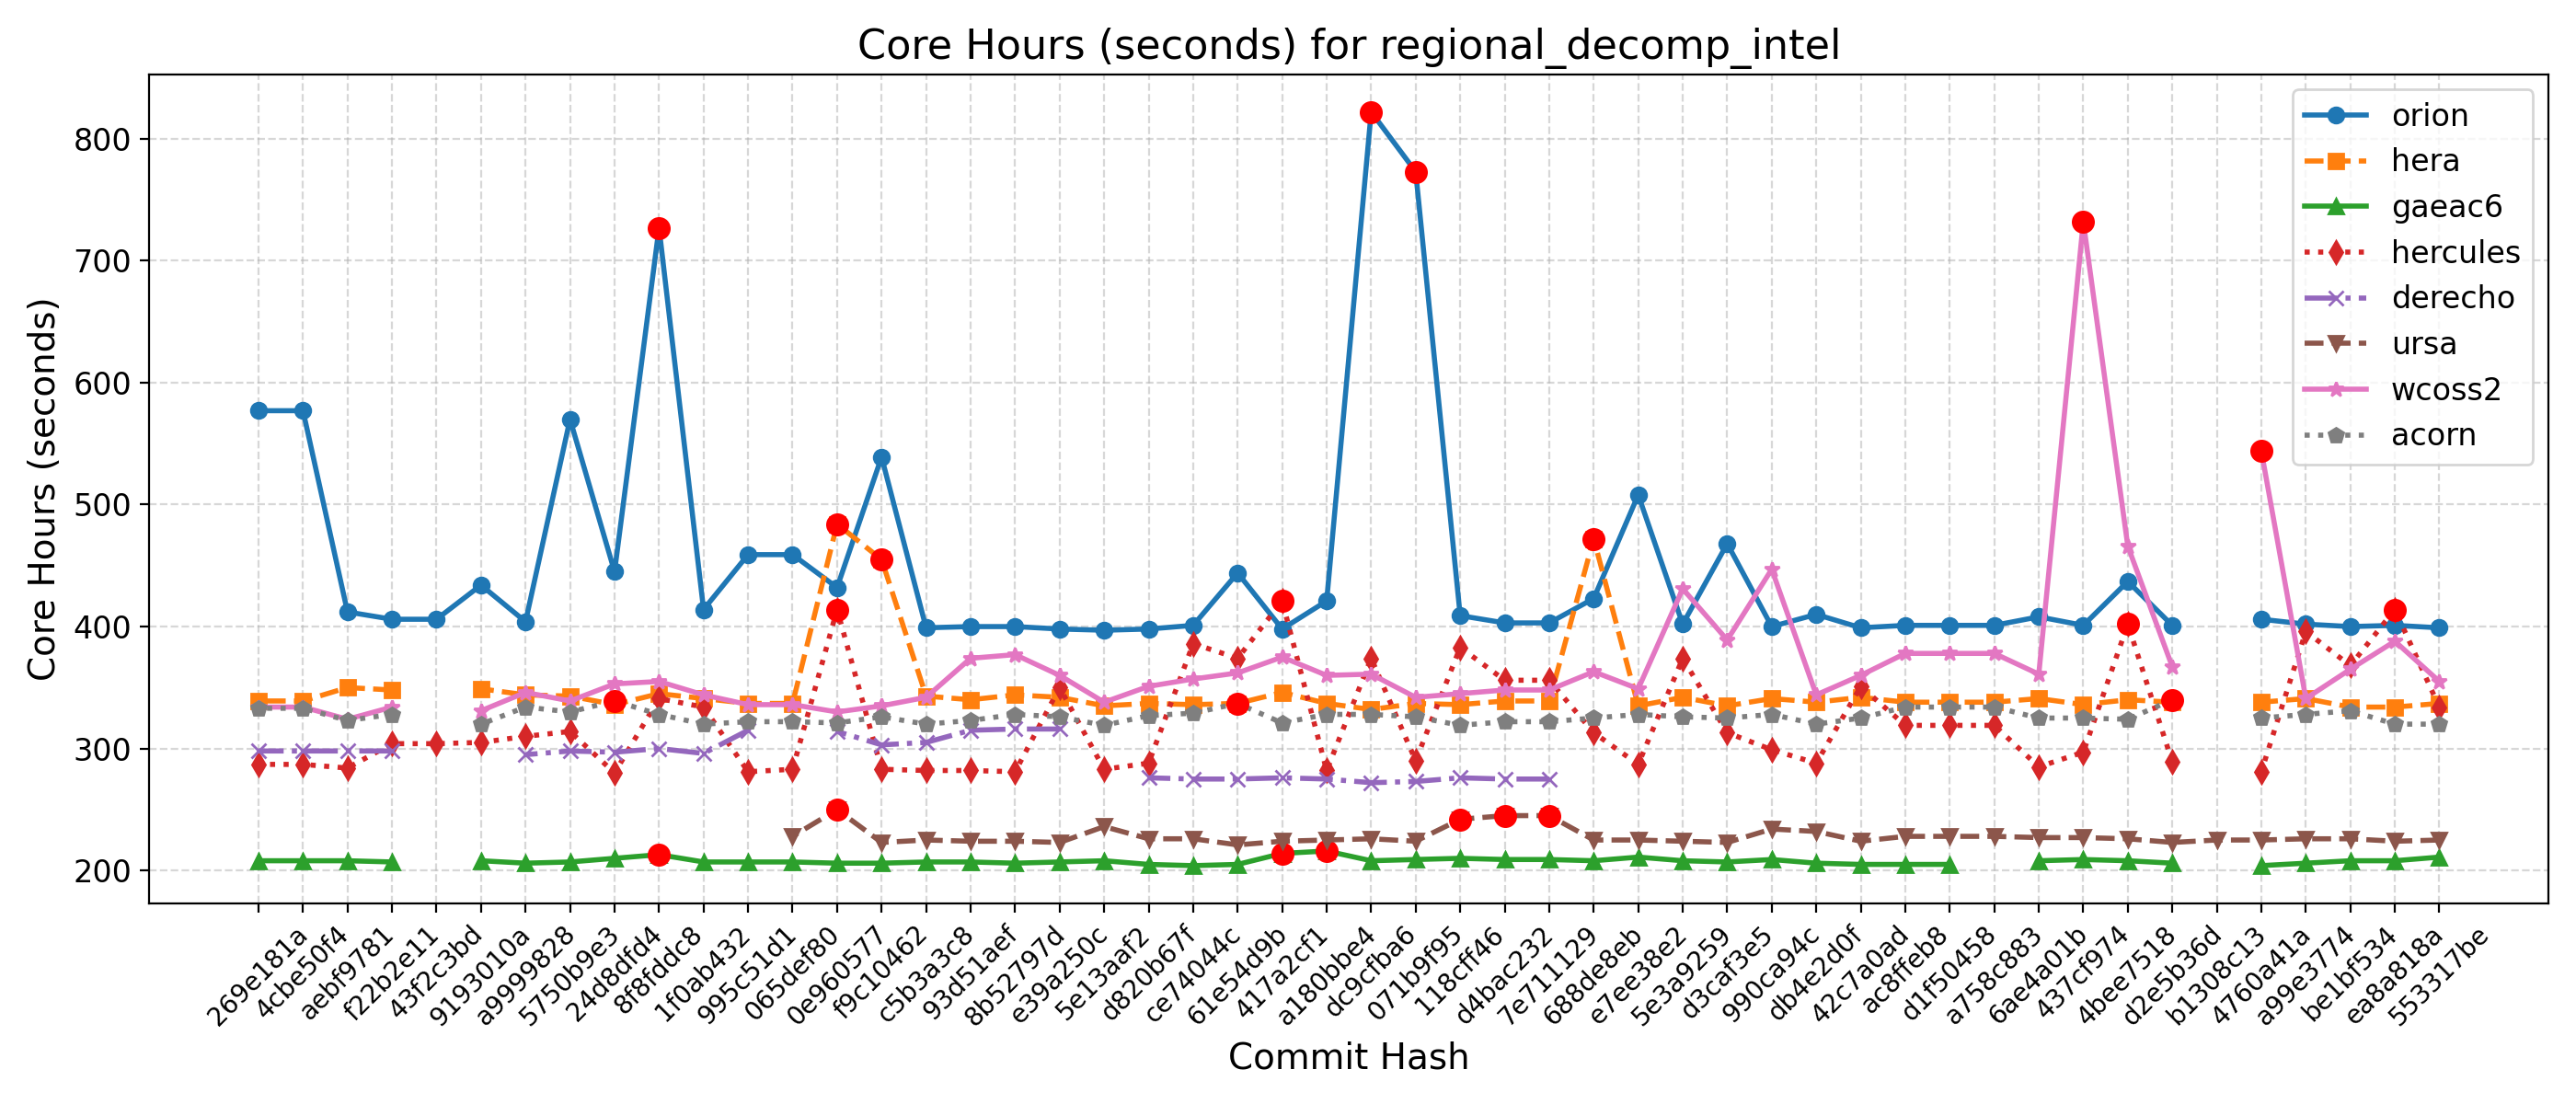 Core Hours (seconds) for regional_decomp_intel
Core Hours (seconds)
800
700
600
500
400
300
200
orion
hera
gaeac6
hercules
derecho
ursa
wcoss2
acorn
269e181a
4cbe50f4
aebf9781
f22b2e11
43f2c3bd
9193010a
a9999828
5750b9e3
24d8dfd4
8f8fddc8
1f0ab432
995c51d1
065def80
0e960577
f9c10462
c5b3a3c8
93d51aef
8b52797d
e39a250c
5e13aaf2
d820b67f
ce74044c
61e54d9b
417a2cf1
a180bbe4
dc9cfba6
071b9f95
118cff46
d4bac232
7e711129
688de8eb
e7ee38e2
5e3a9259
d3caf3e5
990ca94c
db4e2d0f
42c7a0ad
ac8ffeb8
d1f50458
a758c883
6ae4a01b
437cf974
4bee7518
d2e5b36d
b1308c13
4760a41a
a99e3774
be1bf534
ea8a818a
553317be
Commit Hash